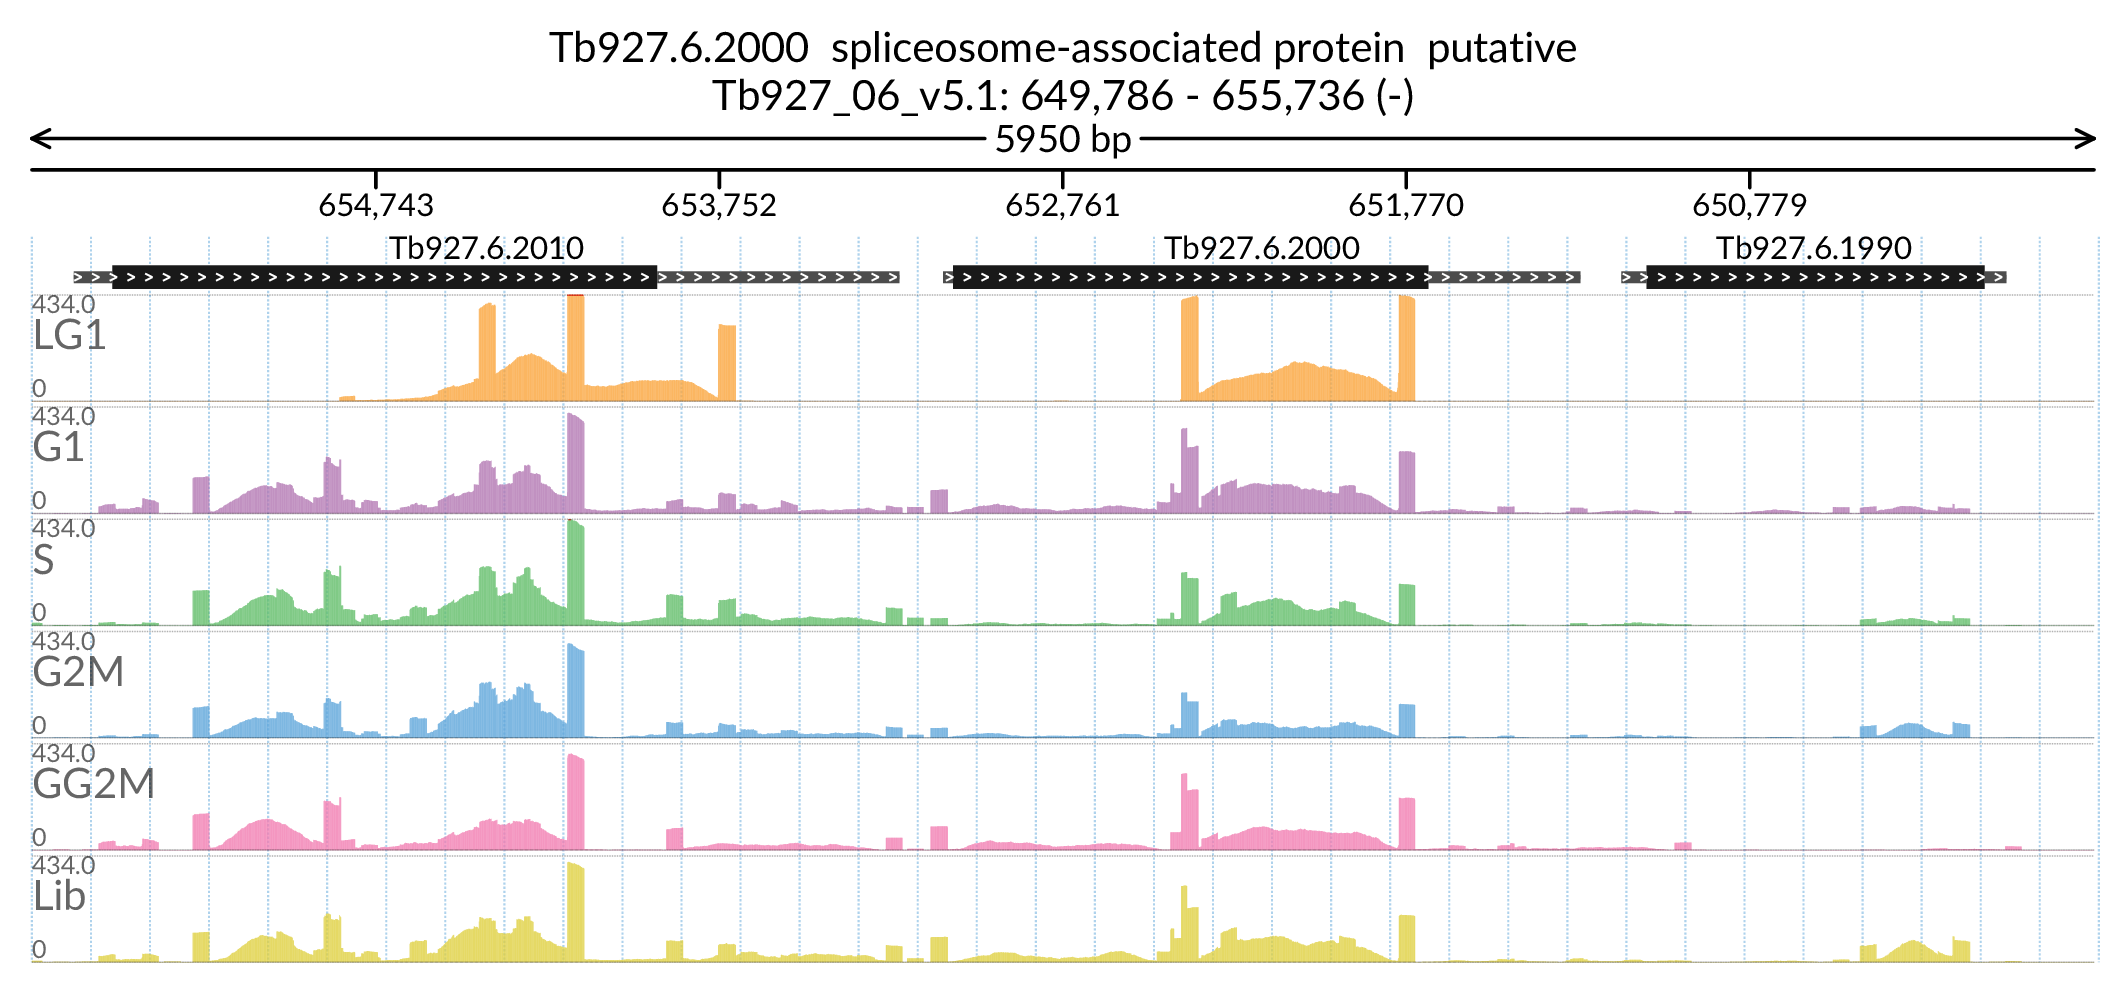 Tb927.6.2000  spliceosome-associated protein  putative
Tb927_06_v5.1: 649,786 - 655,736 (-)
5950 bp
654,743 653,752 652,761 651,770 650,779
Tb927.6.2010 Tb927.6.2000 Tb927.6.1990
434.0
LG1
0
434.0
G1
0
434.0
S
0
434.0
G2M
0
434.0
GG2M
0
434.0
Lib
0